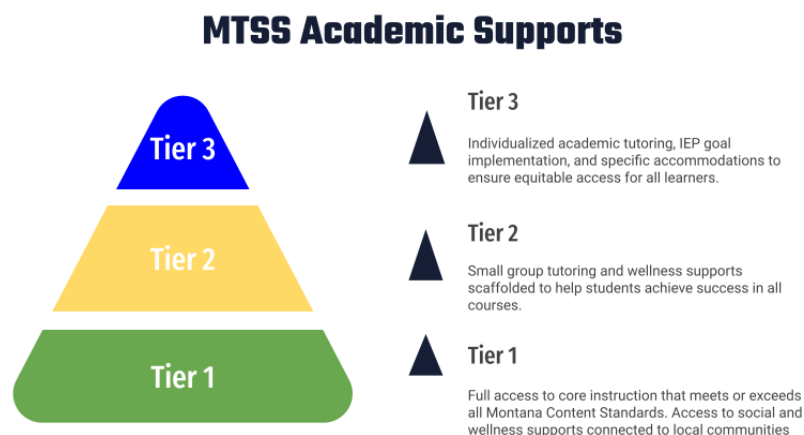 MTSS Academic Supports
Tier 3
Tier 2
Tier 1
Tier 3
Individualized academic tutoring, IEP goal
implementation, and specific accommodations to
ensure equitable access for all learners.
Tier 2
Small group tutoring and wellness supports
scaffolded to help students achieve success in all
courses.
Tier 1
Full access to core instruction that meets or exceeds
all Montana Content Standards. Access to social and
wellness supports connected to local communities